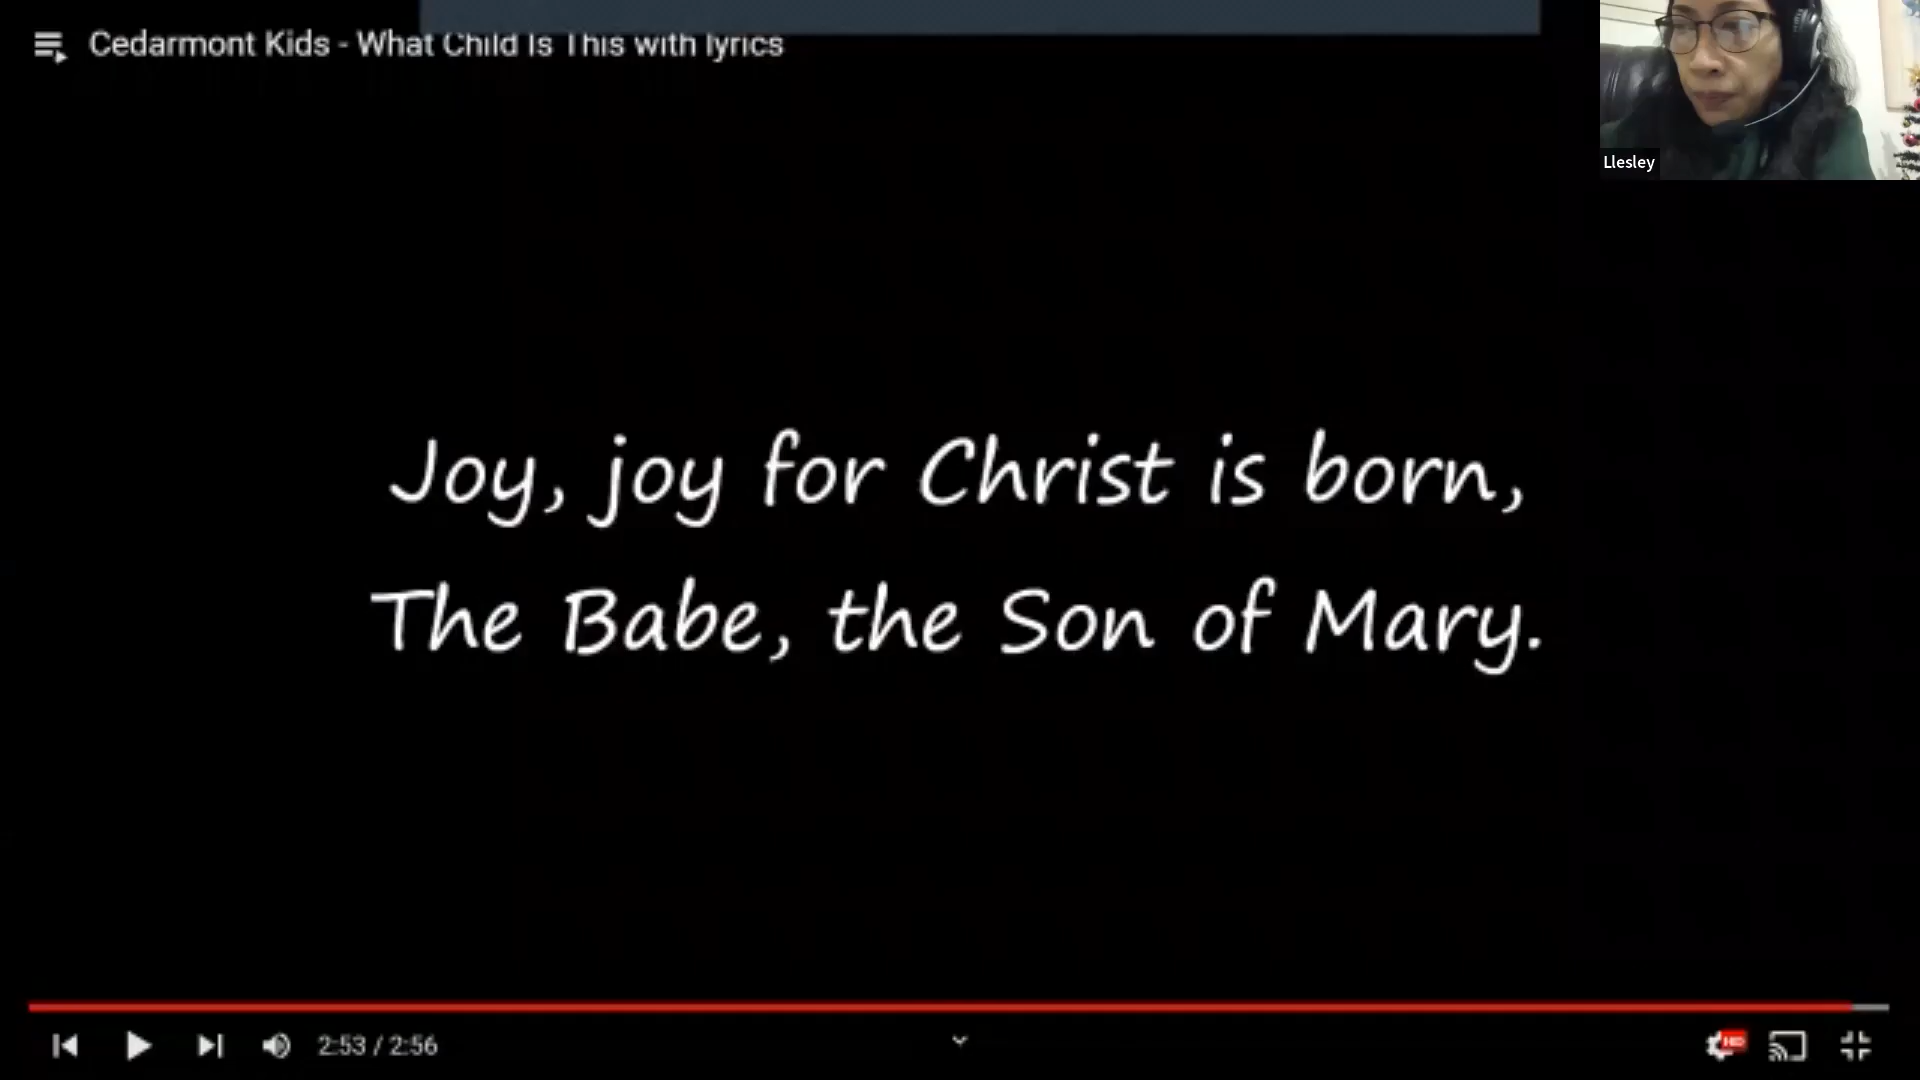 Cedarmont Kids - What Child Is This with lyrics
Llesley
Joy, joy for Christ is born,
The Babe, the Son of Mary.
2:53 / 2:56
HD